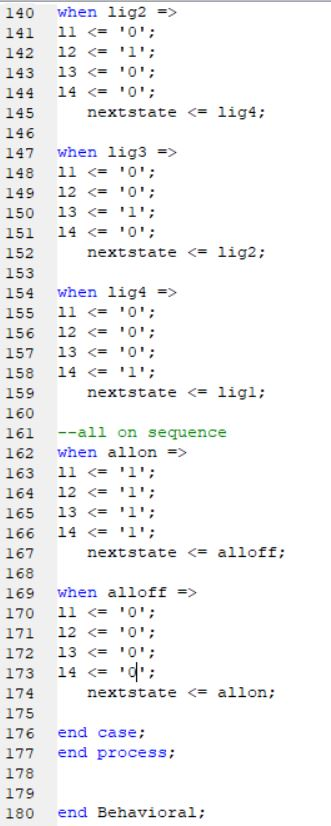 140 when lig2 =>
141 l1 <= '0';
142 l2 <= '1';
143 l3 <= '0';
144 l4 <= '0';
145 nextstate <= lig4;
146
147 when lig3 =>
148 l1 <= '0';
149 l2 <= '0';
150 l3 <= '1';
151 l4 <= '0';
152 nextstate <= lig2;
153
154 when lig4 =>
155 l1 <= '0';
156 l2 <= '0';
157 l3 <= '0';
158 l4 <= '1';
159 nextstate <= lig1;
160
161 --all on sequence
162 when allon =>
163 l1 <= '1';
164 l2 <= '1';
165 l3 <= '1';
166 l4 <= '1';
167 nextstate <= alloff;
168
169 when alloff =>
170 l1 <= '0';
171 l2 <= '0';
172 l3 <= '0';
173 l4 <= '0';
174 nextstate <= allon;
175
176 end case;
177 end process;
178
179
180 end Behavioral;